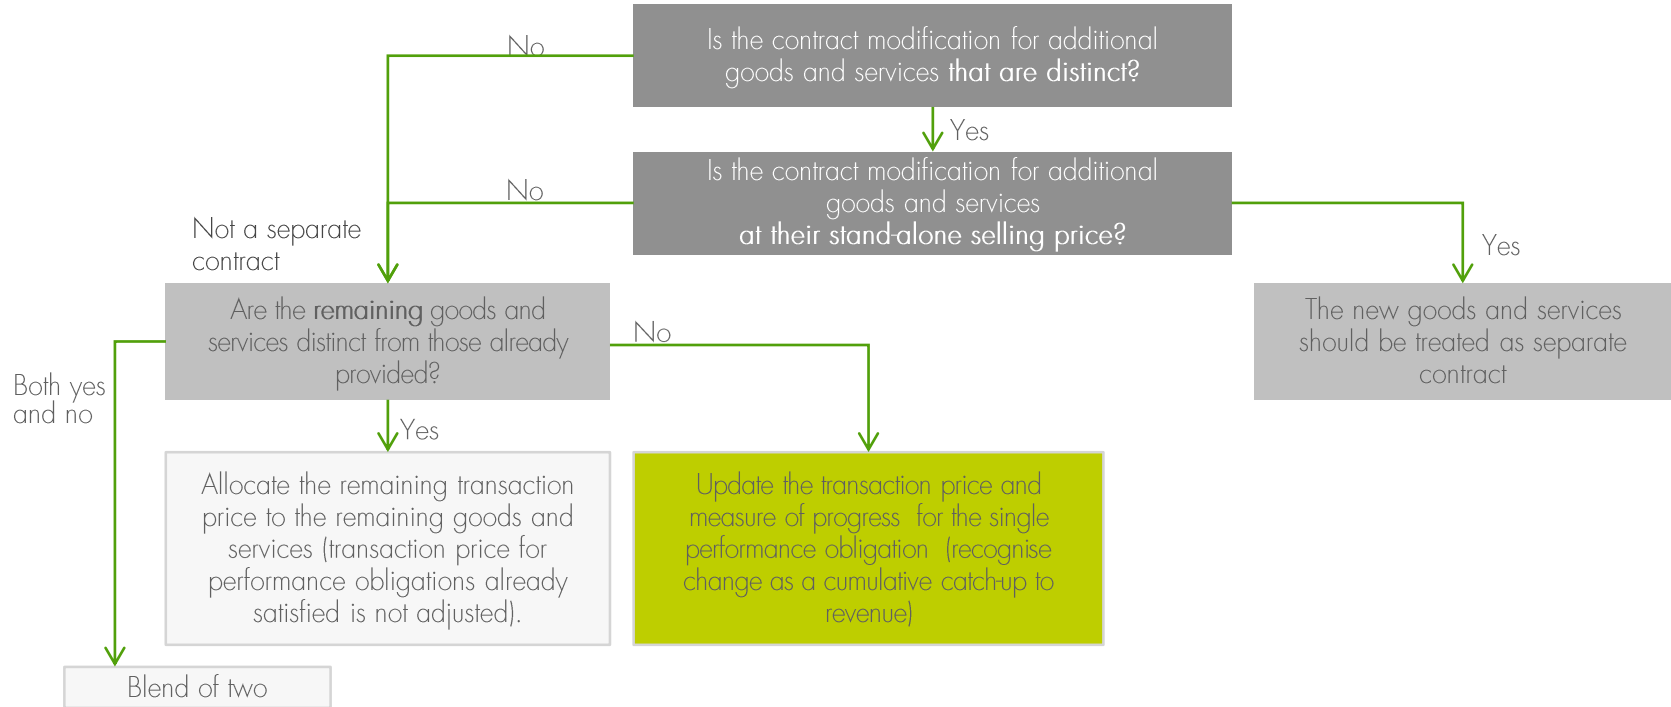 No
Is the contract modification for additional
goods and services that are distinct?
Yes
No
Is the contract modification for additional
goods and services
at their stand-alone selling price?
Yes
Not a separate
contract
Are the remaining goods and
services distinct from those already
provided?
No
The new goods and services
should be treated as separate
contract
Both yes
and no
Yes
Allocate the remaining transaction
price to the remaining goods and
services (transaction price for
performance obligations already
satisfied is not adjusted).
Update the transaction price and
measure of progress for the single
performance obligation (recognise
change as a cumulative catch-up to
revenue)
Blend of two